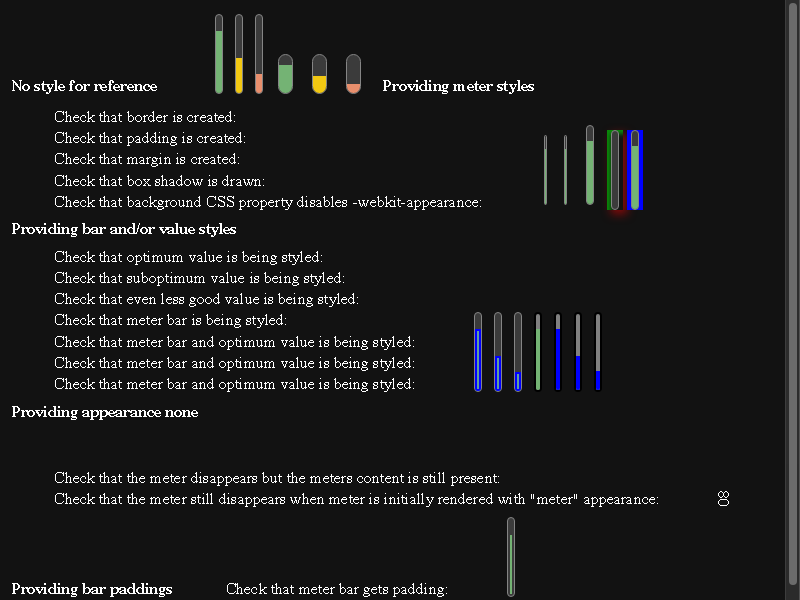 No style for reference
Providing meter styles
Check that border is created:
Check that padding is created:
Check that margin is created:
Check that box shadow is drawn:
Check that background CSS property disables -webkit-appearance:
Providing bar and/or value styles
Check that optimum value is being styled:
Check that suboptimum value is being styled:
Check that even less good value is being styled:
Check that meter bar is being styled:
Check that meter bar and optimum value is being styled:
Check that meter bar and optimum value is being styled:
Check that meter bar and optimum value is being styled:
Providing appearance none
Check that the meter disappears but the meters content is still present:
Check that the meter still disappears when meter is initially rendered with "meter" appearance:
Providing bar paddings
Check that meter bar gets padding: